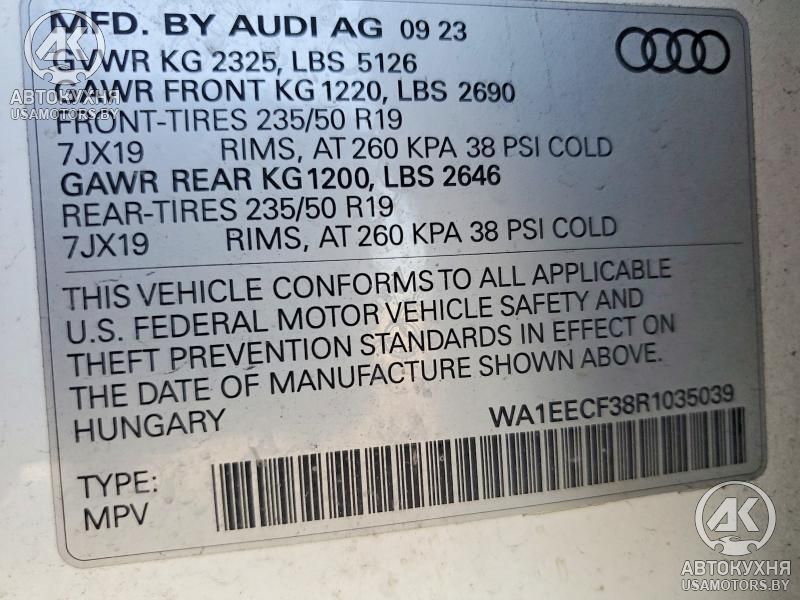 MFD. BY AUDI AG 09 23
GVWR KG 2325, LBS 5126
GAWR FRONT KG 1220, LBS 2690
FRONT-TIRES 235/50 R19
7JX19 RIMS, AT 260 KPA 38 PSI COLD
GAWR REAR KG 1200, LBS 2646
REAR-TIRES 235/50 R19
7JX19 RIMS, AT 260 KPA 38 PSI COLD
THIS VEHICLE CONFORMS TO ALL APPLICABLE
U.S. FEDERAL MOTOR VEHICLE SAFETY AND
THEFT PREVENTION STANDARDS IN EFFECT ON
THE DATE OF MANUFACTURE SHOWN ABOVE.
HUNGARY WA1EECF38R1035039
TYPE:
MPV
АК
АВТОКУХНЯ
USAMOTORS.BY
АК
АВТОКУХНЯ
USAMOTORS.BY